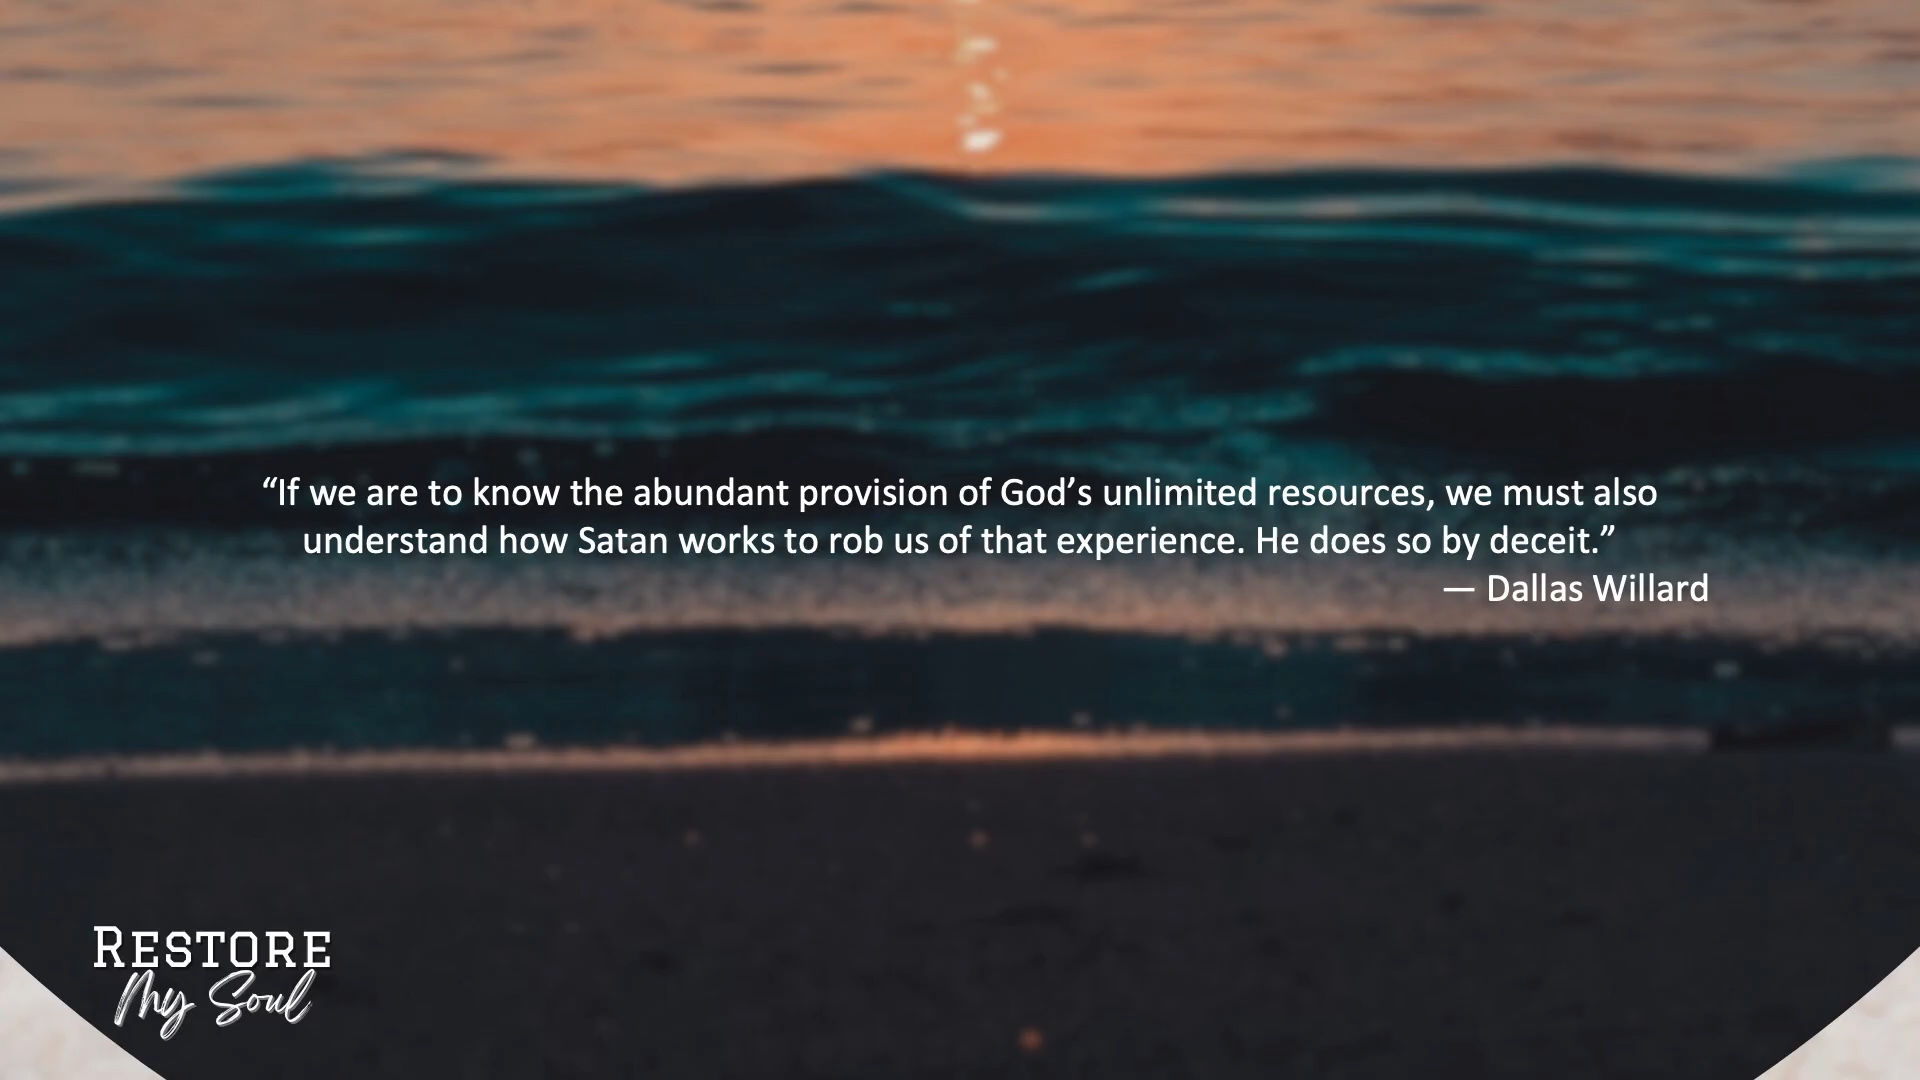 “If we are to know the abundant provision of God’s unlimited resources, we must also
understand how Satan works to rob us of that experience. He does so by deceit.”
— Dallas Willard
RESTORE
My Soul